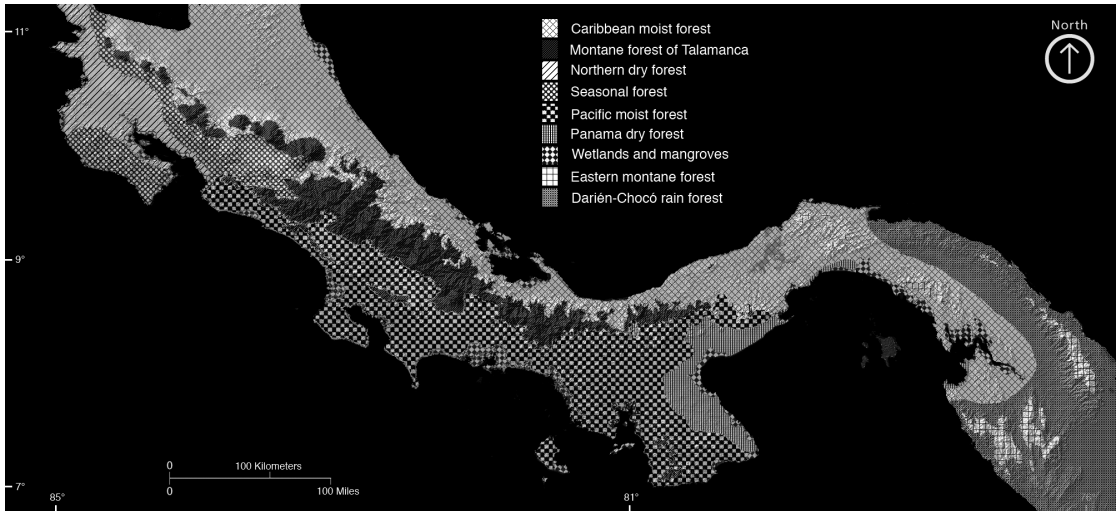 11°
North
Caribbean moist forest
Montane forest of Talamanca
Northern dry forest
Seasonal forest
Pacific moist forest
Panama dry forest
Wetlands and mangroves
Eastern montane forest
Darién-Chocó rain forest
9°
0
100 Kilometers
0
100 Miles
7°
85°
81°